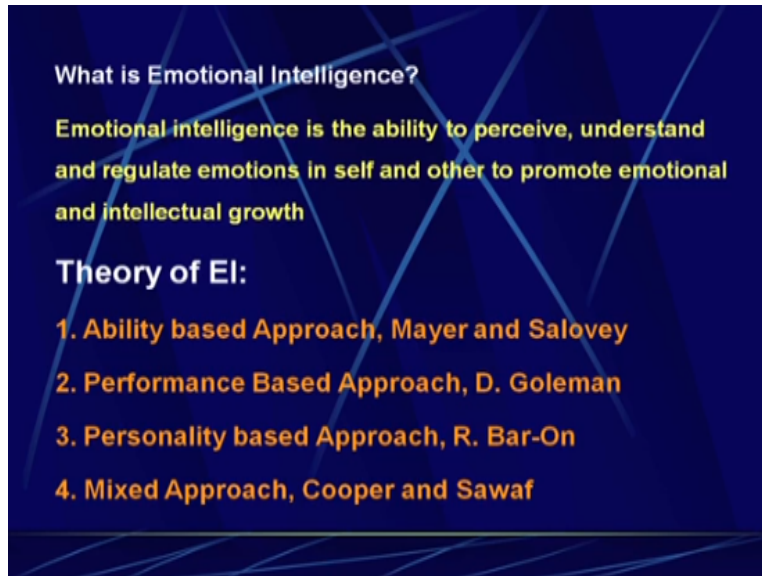 What is Emotional Intelligence?
Emotional intelligence is the ability to perceive, understand
and regulate emotions in self and other to promote emotional
and intellectual growth
Theory of EI:
1. Ability based Approach, Mayer and Salovey
2. Performance Based Approach, D. Goleman
3. Personality based Approach, R. Bar-On
4. Mixed Approach, Cooper and Sawaf